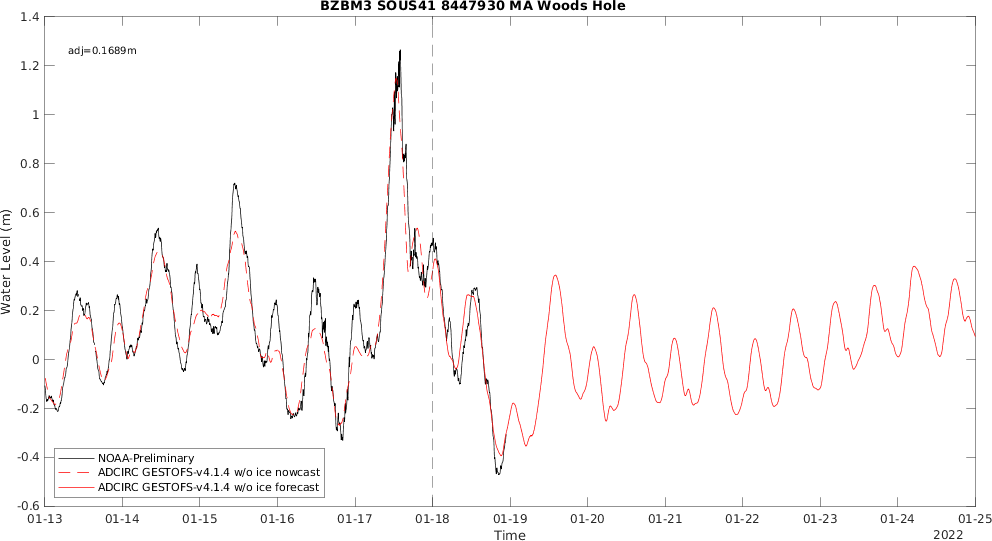 BZBM3 SOUS41 8447930 MA Woods Hole
adj=0.1689m
1.4
1.2
1
0.8
0.6
0.4
0.2
0
-0.2
-0.4
-0.6
Water Level (m)
NOAA-Preliminary
ADCIRC GESTOFS-v4.1.4 w/o ice nowcast
ADCIRC GESTOFS-v4.1.4 w/o ice forecast
01-13 01-14 01-15 01-16 01-17 01-18 01-19 01-20 01-21 01-22 01-23 01-24 01-25
Time
2022